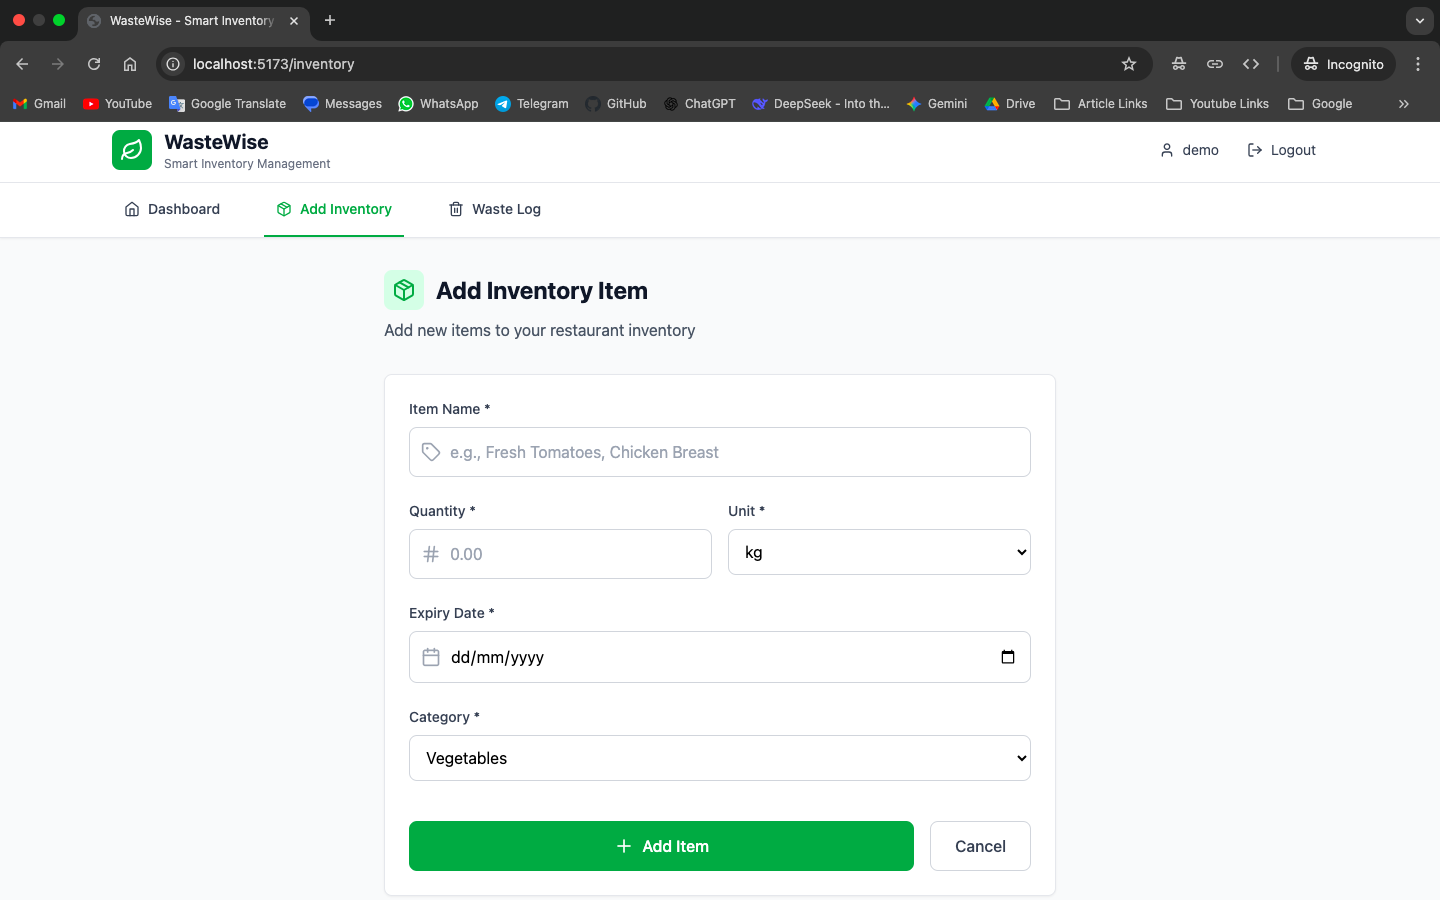 WasteWise - Smart Inventory
localhost:5173/inventory
Incognito
Gmail YouTube Google Translate Messages WhatsApp Telegram GitHub ChatGPT DeepSeek - Into th... Gemini Drive Article Links Youtube Links Google
WasteWise
Smart Inventory Management
demo Logout
Dashboard Add Inventory Waste Log
Add Inventory Item
Add new items to your restaurant inventory
Item Name *
e.g., Fresh Tomatoes, Chicken Breast
Quantity * Unit *
0.00 kg
Expiry Date *
dd/mm/yyyy
Category *
Vegetables
+ Add Item Cancel